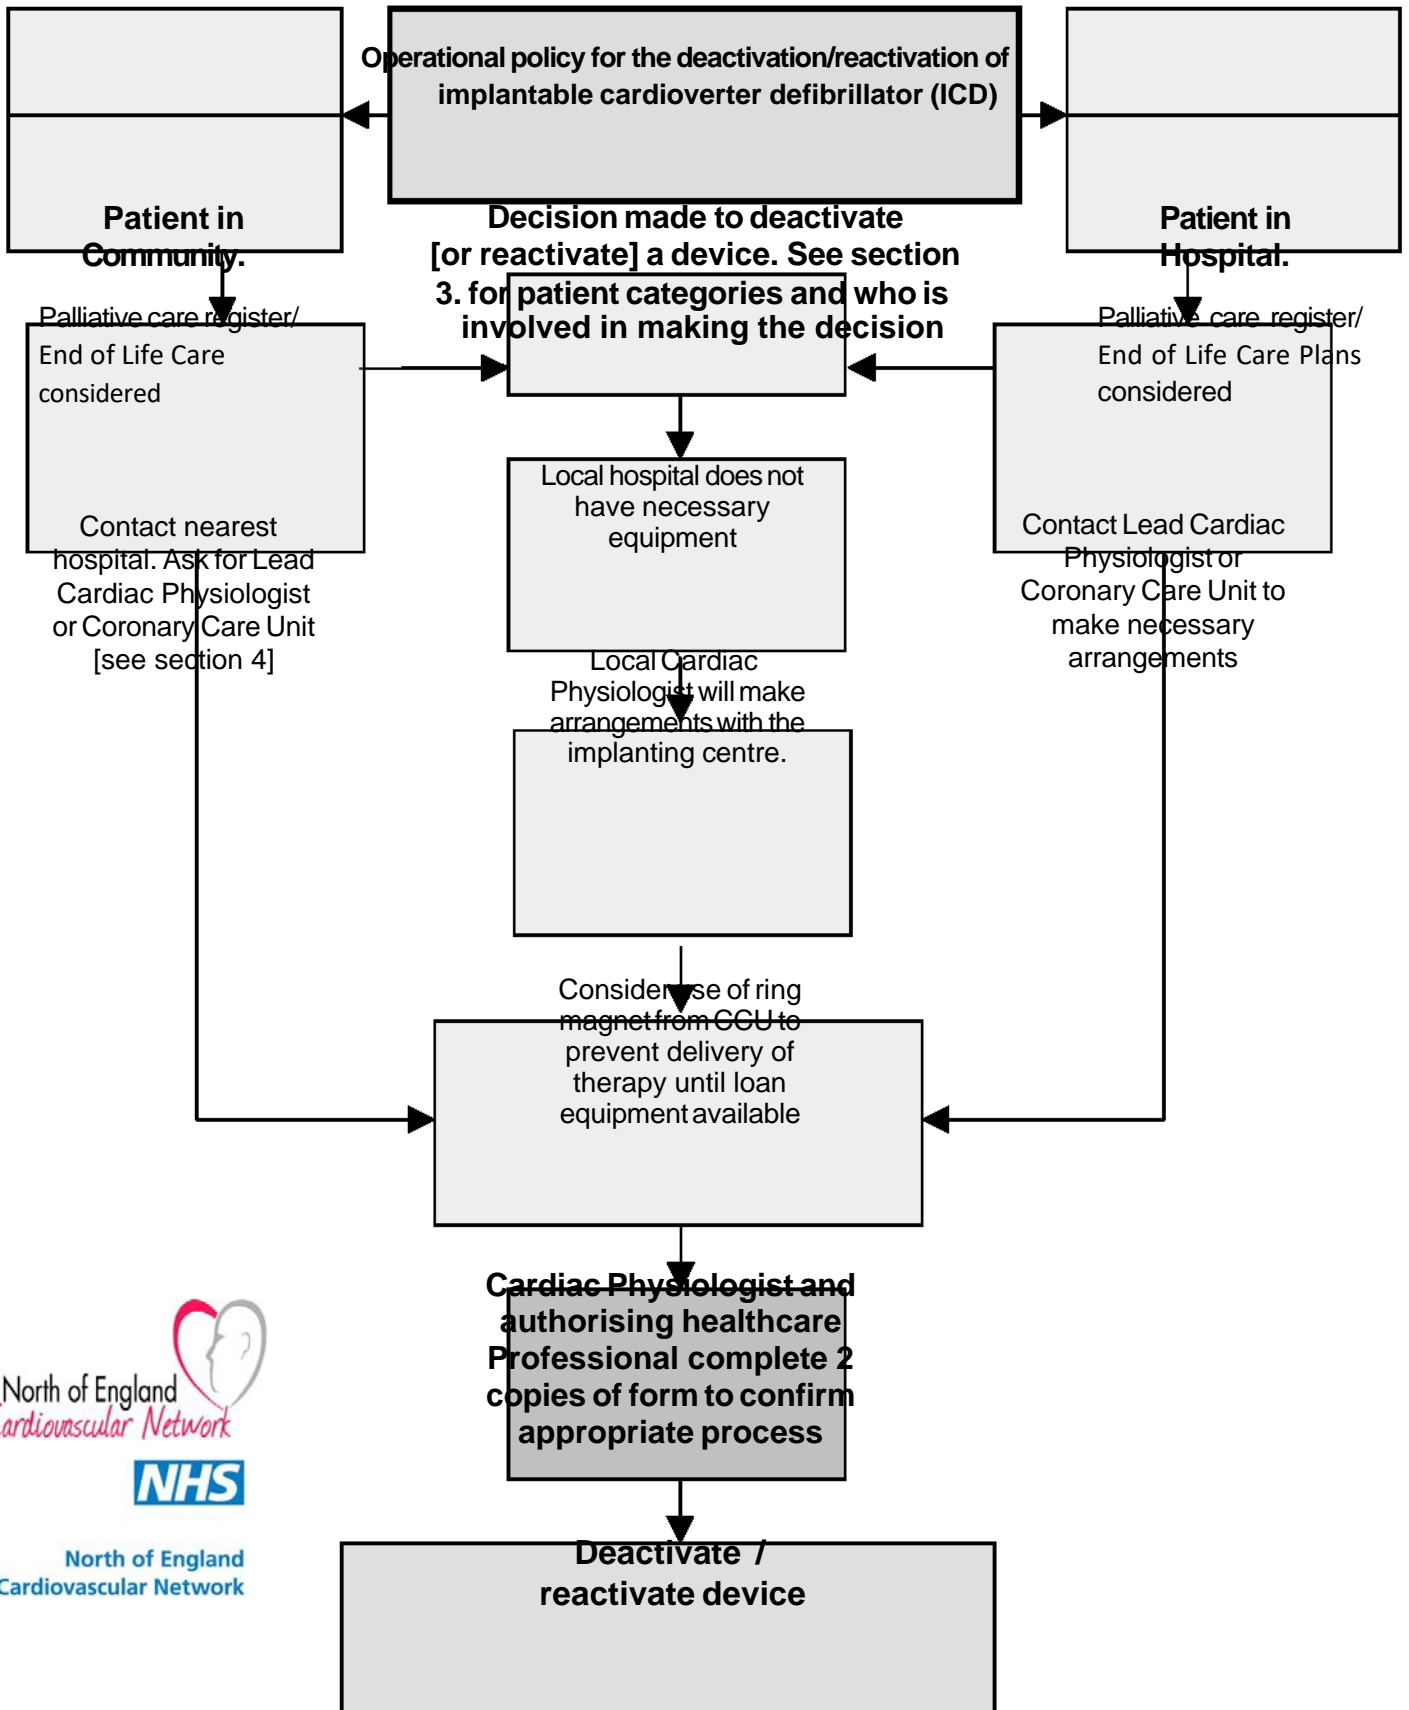 Operational policy for the deactivation/reactivation of
implantable cardioverter defibrillator (ICD)
Patient in
Community.
Decision made to deactivate
[or reactivate] a device. See section
3. for patient categories and who is
involved in making the decision
Patient in
Hospital.
Palliative care register/
End of Life Care
considered
Palliative care register/
End of Life Care Plans
considered
Local hospital does not
have necessary
equipment
Contact nearest
hospital. Ask for Lead
Cardiac Physiologist
or Coronary Care Unit
[see section 4]
Contact Lead Cardiac
Physiologist or
Coronary Care Unit to
make necessary
arrangements
Local Cardiac
Physiologist will make
arrangements with the
implanting centre.
Consider use of ring
magnet from CCU to
prevent delivery of
therapy until loan
equipment available
Cardiac Physiologist and
authorising healthcare
Professional complete 2
copies of form to confirm
appropriate process
North of England
ardiovascular Network
NHS
North of England
Cardiovascular Network
Deactivate /
reactivate device